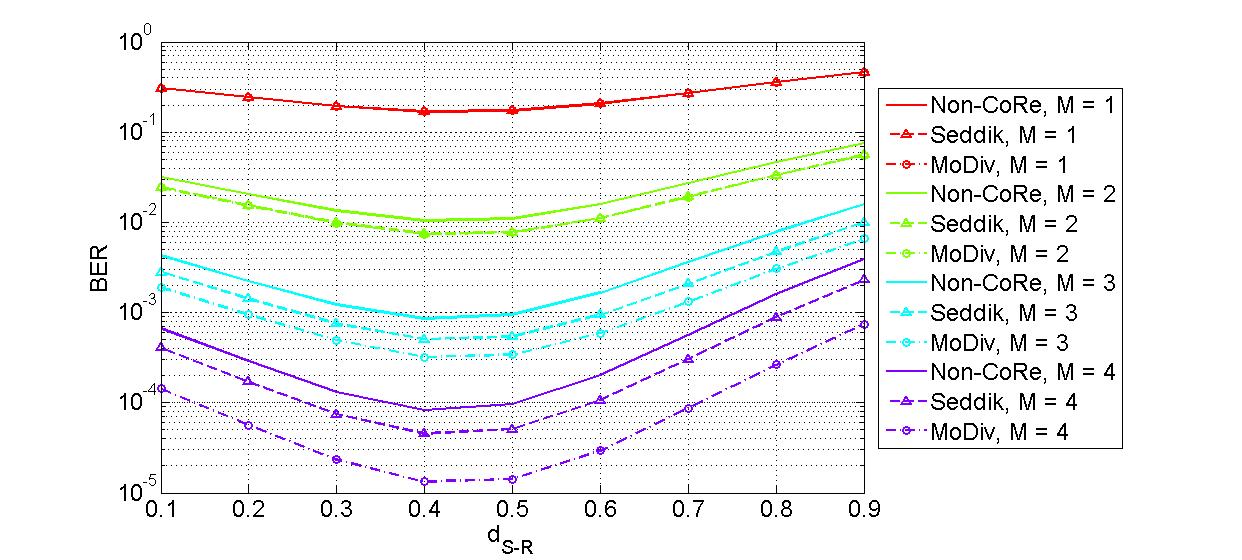 10^0
10^-1
10^-2
10^-3
10^-4
10^-5
BER
0.1 0.2 0.3 0.4 0.5 0.6 0.7 0.8 0.9
d_S-R
Non-CoRe, M = 1
Seddik, M = 1
MoDiv, M = 1
Non-CoRe, M = 2
Seddik, M = 2
MoDiv, M = 2
Non-CoRe, M = 3
Seddik, M = 3
MoDiv, M = 3
Non-CoRe, M = 4
Seddik, M = 4
MoDiv, M = 4